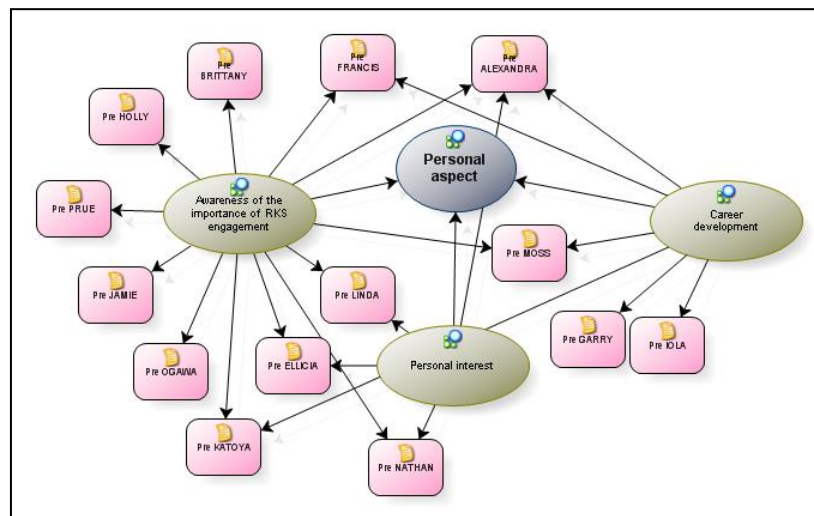 Pre
BRITTANY
Pre
FRANCIS
Pre
ALEXANDRA
Pre HOLLY
Personal
aspect
Pre PRUE
Awareness of the
importance of RKS
engagement
Career
development
Pre MOSS
Pre JAMIE
Pre LINDA
Pre OGAWA
Pre ELLICIA
Personal interest
Pre GARRY
Pre IOLA
Pre KATOYA
Pre NATHAN